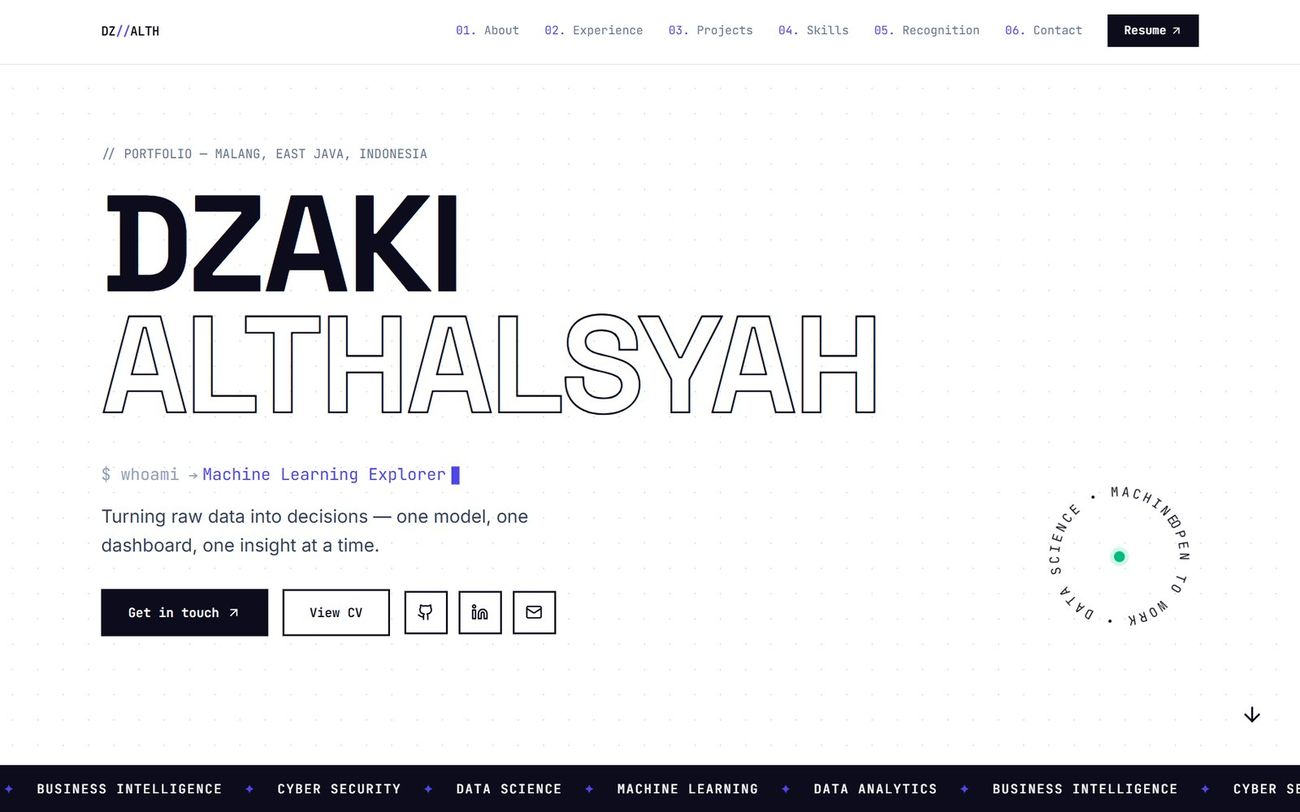 DZ//ALTH
01. About 02. Experience 03. Projects 04. Skills 05. Recognition 06. Contact Resume ↗
// PORTFOLIO — MALANG, EAST JAVA, INDONESIA
DZAKI
ALTHALSYAH
$ whoami → Machine Learning Explorer
Turning raw data into decisions — one model, one
dashboard, one insight at a time.
Get in touch ↗ View CV
OPEN TO WORK • DATA SCIENCE • MACHINE
✦ BUSINESS INTELLIGENCE ✦ CYBER SECURITY ✦ DATA SCIENCE ✦ MACHINE LEARNING ✦ DATA ANALYTICS ✦ BUSINESS INTELLIGENCE ✦ CYBER SE